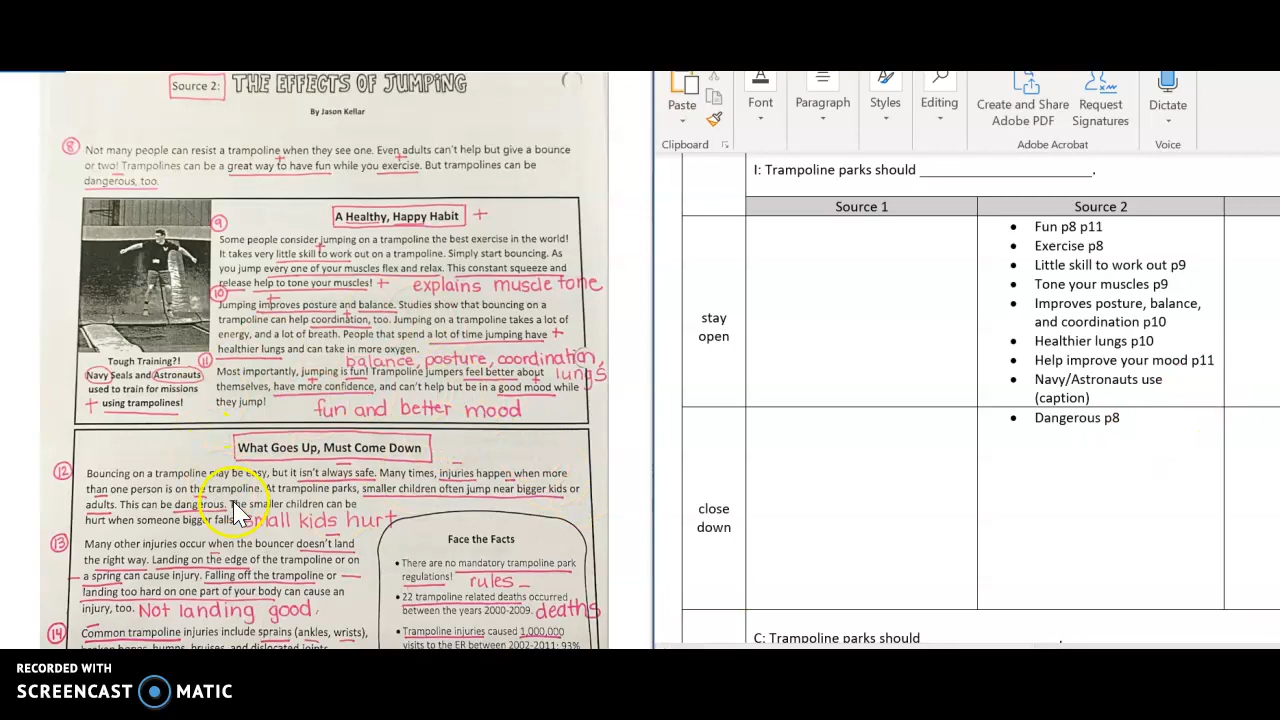 Source 2:
THE EFFECTS OF JUMPING
By Jason Kellar
8
Not many people can resist a trampoline when they see one. Even adults can't help but give a bounce
or two! Trampolines can be a great way to have fun while you exercise. But trampolines can be
dangerous, too.
A Healthy, Happy Habit +
9
Some people consider jumping on a trampoline the best exercise in the world!
It takes very little skill to work out on a trampoline. Simply start bouncing. As
you jump every one of your muscles flex and relax. This constant squeeze and
release help to tone your muscles! + explains muscle tone
10
Jumping improves posture and balance. Studies show that bouncing on a
trampoline can help coordination, too. Jumping on a trampoline takes a lot of
energy, and a lot of breath. People that spend a lot of time jumping have +
healthier lungs and can take in more oxygen.
balance, posture, coordination,
lungs
11
Most importantly, jumping is fun! Trampoline jumpers feel better about
themselves, have more confidence, and can't help but be in a good mood while
they jump!
fun and better mood
Tough Training?!
Navy Seals and Astronauts
used to train for missions
+ using trampolines!
What Goes Up, Must Come Down
12
Bouncing on a trampoline may be easy, but it isn't always safe. Many times, injuries happen when more
than one person is on the trampoline. At trampoline parks, smaller children often jump near bigger kids or
adults. This can be dangerous. The smaller children can be
hurt when someone bigger falls. small kids hurt
13
Many other injuries occur when the bouncer doesn't land
the right way. Landing on the edge of the trampoline or on
a spring can cause injury. Falling off the trampoline or
landing too hard on one part of your body can cause an
injury, too. Not landing good.
14
Common trampoline injuries include sprains (ankles, wrists),
broken bones, bumps, bruises, and dislocated joints.
Face the Facts
• There are no mandatory trampoline park
regulations! rules
• 22 trampoline related deaths occurred
between the years 2000-2009. deaths
• Trampoline injuries caused 1,000,000
visits to the ER between 2002-2011; 93%
Paste
Font
Paragraph
Styles
Editing
Create and Share
Adobe PDF
Request
Signatures
Dictate
Clipboard
Adobe Acrobat
Voice
I: Trampoline parks should ____________________________.
Source 1
Source 2
stay
open
• Fun p8 p11
• Exercise p8
• Little skill to work out p9
• Tone your muscles p9
• Improves posture, balance,
and coordination p10
• Healthier lungs p10
• Help improve your mood p11
• Navy/Astronauts use
(caption)
close
down
• Dangerous p8
C: Trampoline parks should ______________________.
RECORDED WITH
SCREENCAST MATIC